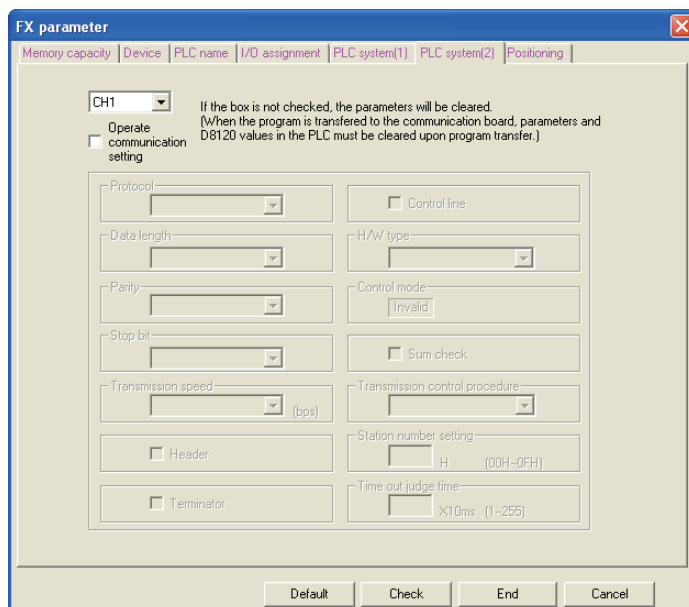 FX parameter
Memory capacity Device PLC name I/O assignment PLC system(1) PLC system(2) Positioning
CH1
If the box is not checked, the parameters will be cleared.
(When the program is transfered to the communication board, parameters and
D8120 values in the PLC must be cleared upon program transfer.)
Operate
communication
setting
Protocol
Control line
Data length
H/W type
Parity
Control mode
Invalid
Stop bit
Sum check
Transmission speed
(bps)
Transmission control procedure
Header
Station number setting
H (00H--0FH)
Terminator
Time out judge time
X10ms (1--255)
Default Check End Cancel